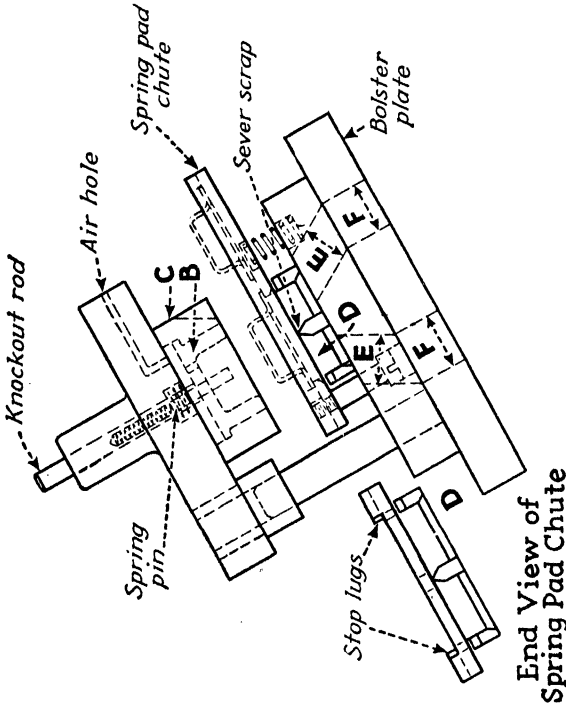 Knockout rod
Air hole
C
B
Spring pad
chute
Sever scrap
Bolster
plate
E
F
D
E
F
Spring
pin
Stop lugs
D
End View of
Spring Pad Chute